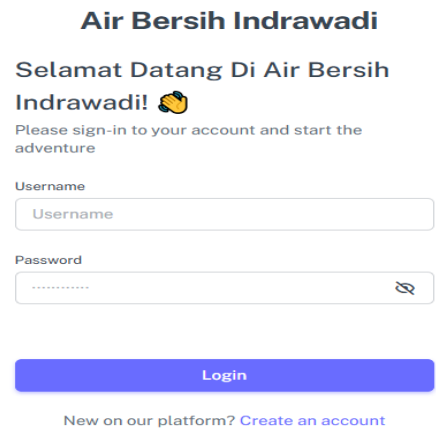 Air Bersih Indrawadi
Selamat Datang Di Air Bersih
Indrawadi! 👋
Please sign-in to your account and start the
adventure
Username
Username
Password
............
Login
New on our platform? Create an account